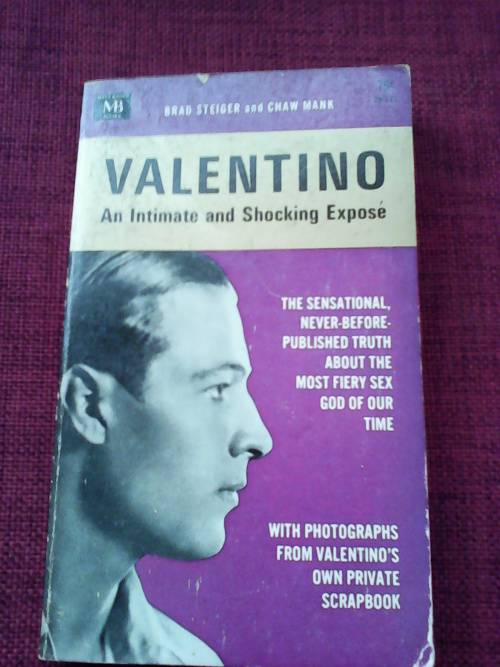 MB
BRAD STEIGER and CHAW MANK
75¢
VALENTINO
An Intimate and Shocking Exposé
THE SENSATIONAL,
NEVER-BEFORE-
PUBLISHED TRUTH
ABOUT THE
MOST FIERY SEX
GOD OF OUR
TIME
WITH PHOTOGRAPHS
FROM VALENTINO'S
OWN PRIVATE
SCRAPBOOK